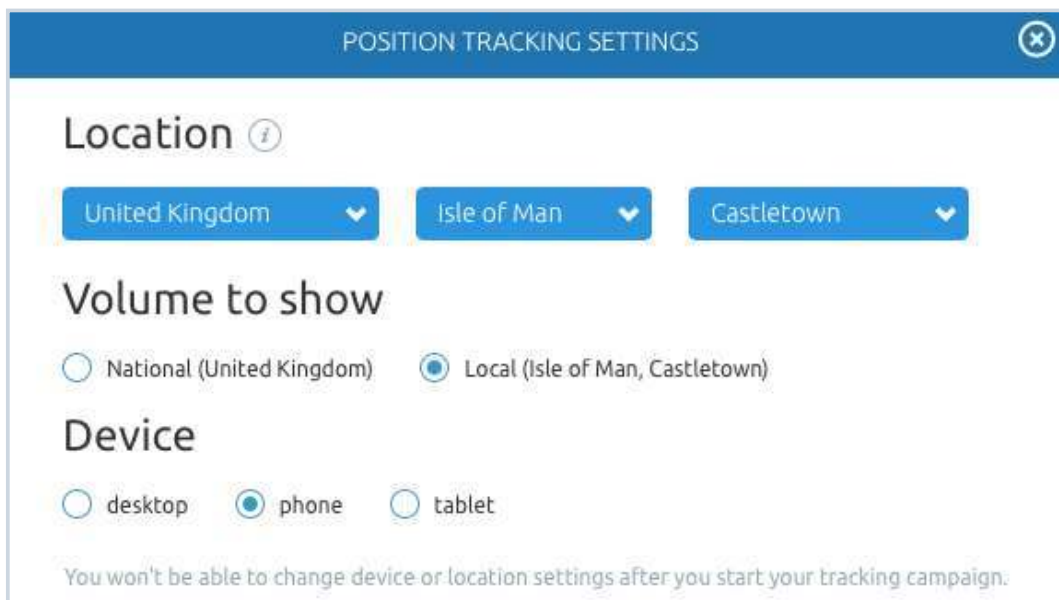 POSITION TRACKING SETTINGS
Location
United Kingdom Isle of Man Castletown
Volume to show
National (United Kingdom) Local (Isle of Man, Castletown)
Device
desktop phone tablet
You won't be able to change device or location settings after you start your tracking campaign.